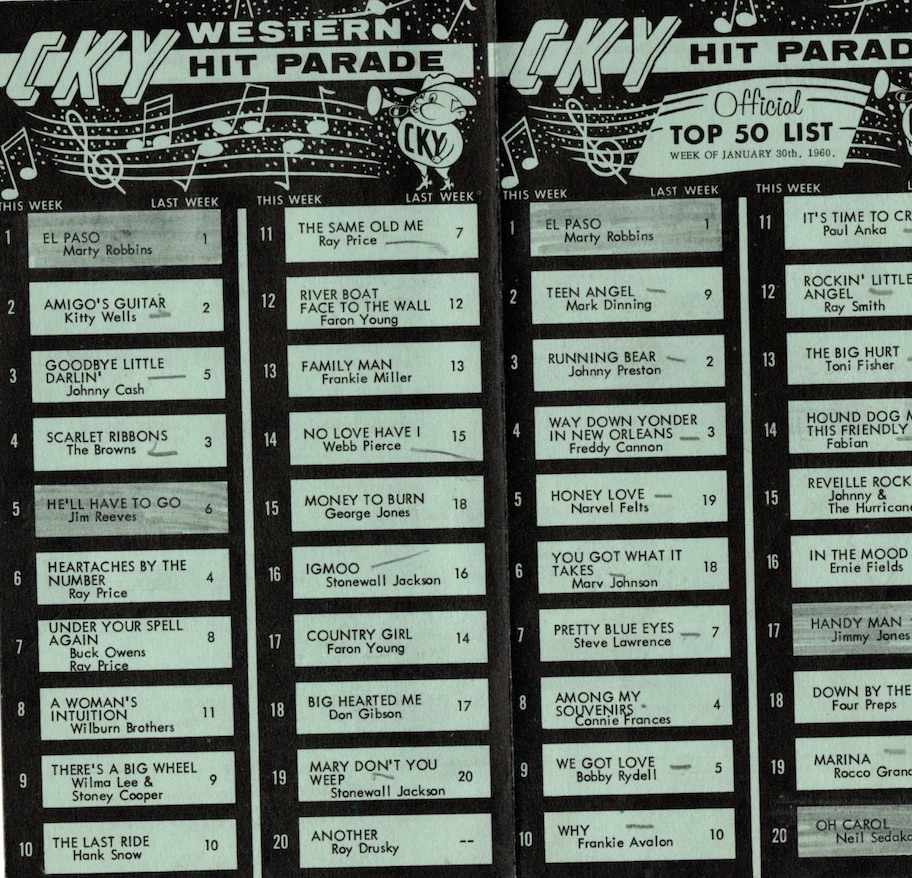 CKY WESTERN
HIT PARADE
CKY
THIS WEEK LAST WEEK
1 EL PASO 1
Marty Robbins
2 AMIGO'S GUITAR 2
Kitty Wells
3 GOODBYE LITTLE
DARLIN' 5
Johnny Cash
4 SCARLET RIBBONS 3
The Browns
5 HE'LL HAVE TO GO 6
Jim Reeves
6 HEARTACHES BY THE
NUMBER 4
Ray Price
7 UNDER YOUR SPELL
AGAIN 8
Buck Owens
Ray Price
8 A WOMAN'S
INTUITION 11
Wilburn Brothers
9 THERE'S A BIG WHEEL 9
Wilma Lee &
Stoney Cooper
10 THE LAST RIDE 10
Hank Snow
THIS WEEK LAST WEEK
11 THE SAME OLD ME 7
Ray Price
12 RIVER BOAT
FACE TO THE WALL 12
Faron Young
13 FAMILY MAN 13
Frankie Miller
14 NO LOVE HAVE I 15
Webb Pierce
15 MONEY TO BURN 18
George Jones
16 IGMOO 16
Stonewall Jackson
17 COUNTRY GIRL 14
Faron Young
18 BIG HEARTED ME 17
Don Gibson
19 MARY DON'T YOU
WEEP 20
Stonewall Jackson
20 ANOTHER --
Roy Drusky
CKY HIT PARAD
Official
TOP 50 LIST
WEEK OF JANUARY 30th, 1960.
THIS WEEK LAST WEEK
1 EL PASO 1
Marty Robbins
2 TEEN ANGEL 9
Mark Dinning
3 RUNNING BEAR 2
Johnny Preston
4 WAY DOWN YONDER
IN NEW ORLEANS 3
Freddy Cannon
5 HONEY LOVE 19
Narvel Felts
6 YOU GOT WHAT IT
TAKES 18
Marv Johnson
7 PRETTY BLUE EYES 7
Steve Lawrence
8 AMONG MY
SOUVENIRS 4
Connie Frances
9 WE GOT LOVE 5
Bobby Rydell
10 WHY 10
Frankie Avalon
THIS WEEK
11 IT'S TIME TO CR
Paul Anka
12 ROCKIN' LITTLE
ANGEL
Ray Smith
13 THE BIG HURT
Toni Fisher
14 HOUND DOG M
THIS FRIENDLY
Fabian
15 REVEILLE ROCK
Johnny &
The Hurrican
16 IN THE MOOD
Ernie Fields
17 HANDY MAN
Jimmy Jones
18 DOWN BY THE
Four Preps
19 MARINA
Rocco Grana
20 OH CAROL
Neil Sedaka